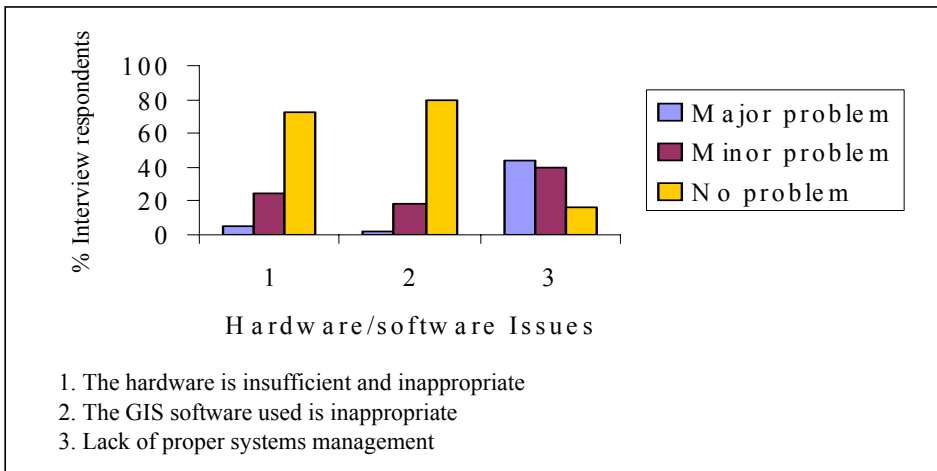 % Interview respondents
100
80
60
40
20
0
1 2 3
Hardware/software Issues
Major problem
Minor problem
No problem
1. The hardware is insufficient and inappropriate
2. The GIS software used is inappropriate
3. Lack of proper systems management